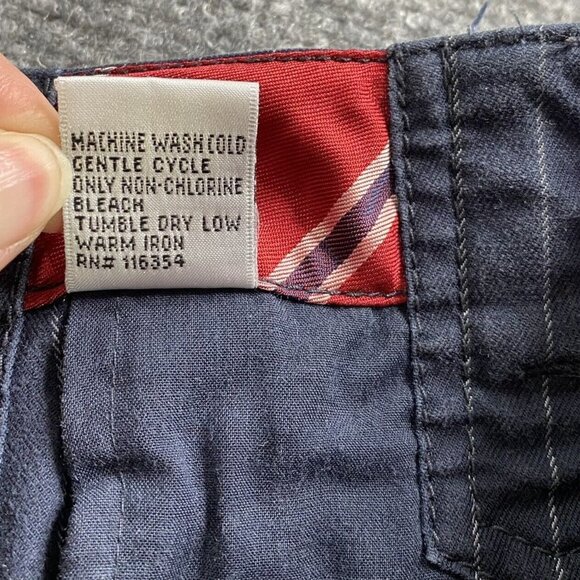 MACHINE WASH COLD
GENTLE CYCLE
ONLY NON-CHLORINE
BLEACH
TUMBLE DRY LOW
WARM IRON
RN# 116354